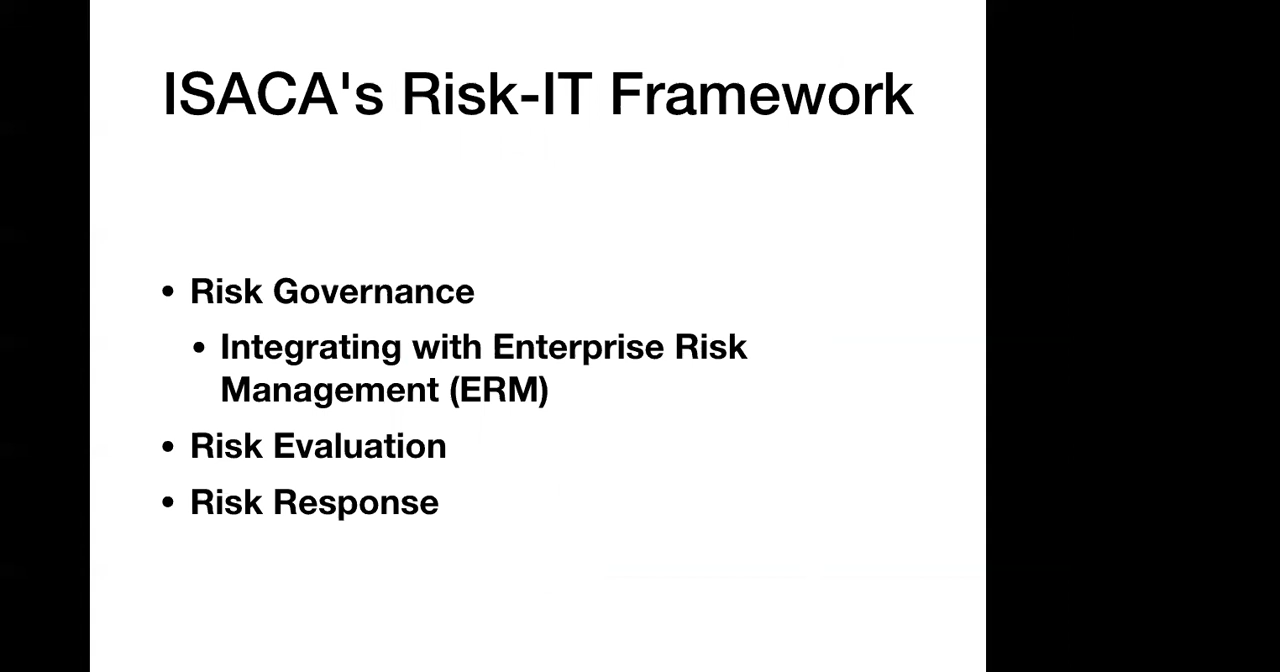 ISACA's Risk-IT Framework
• Risk Governance
• Integrating with Enterprise Risk
Management (ERM)
• Risk Evaluation
• Risk Response